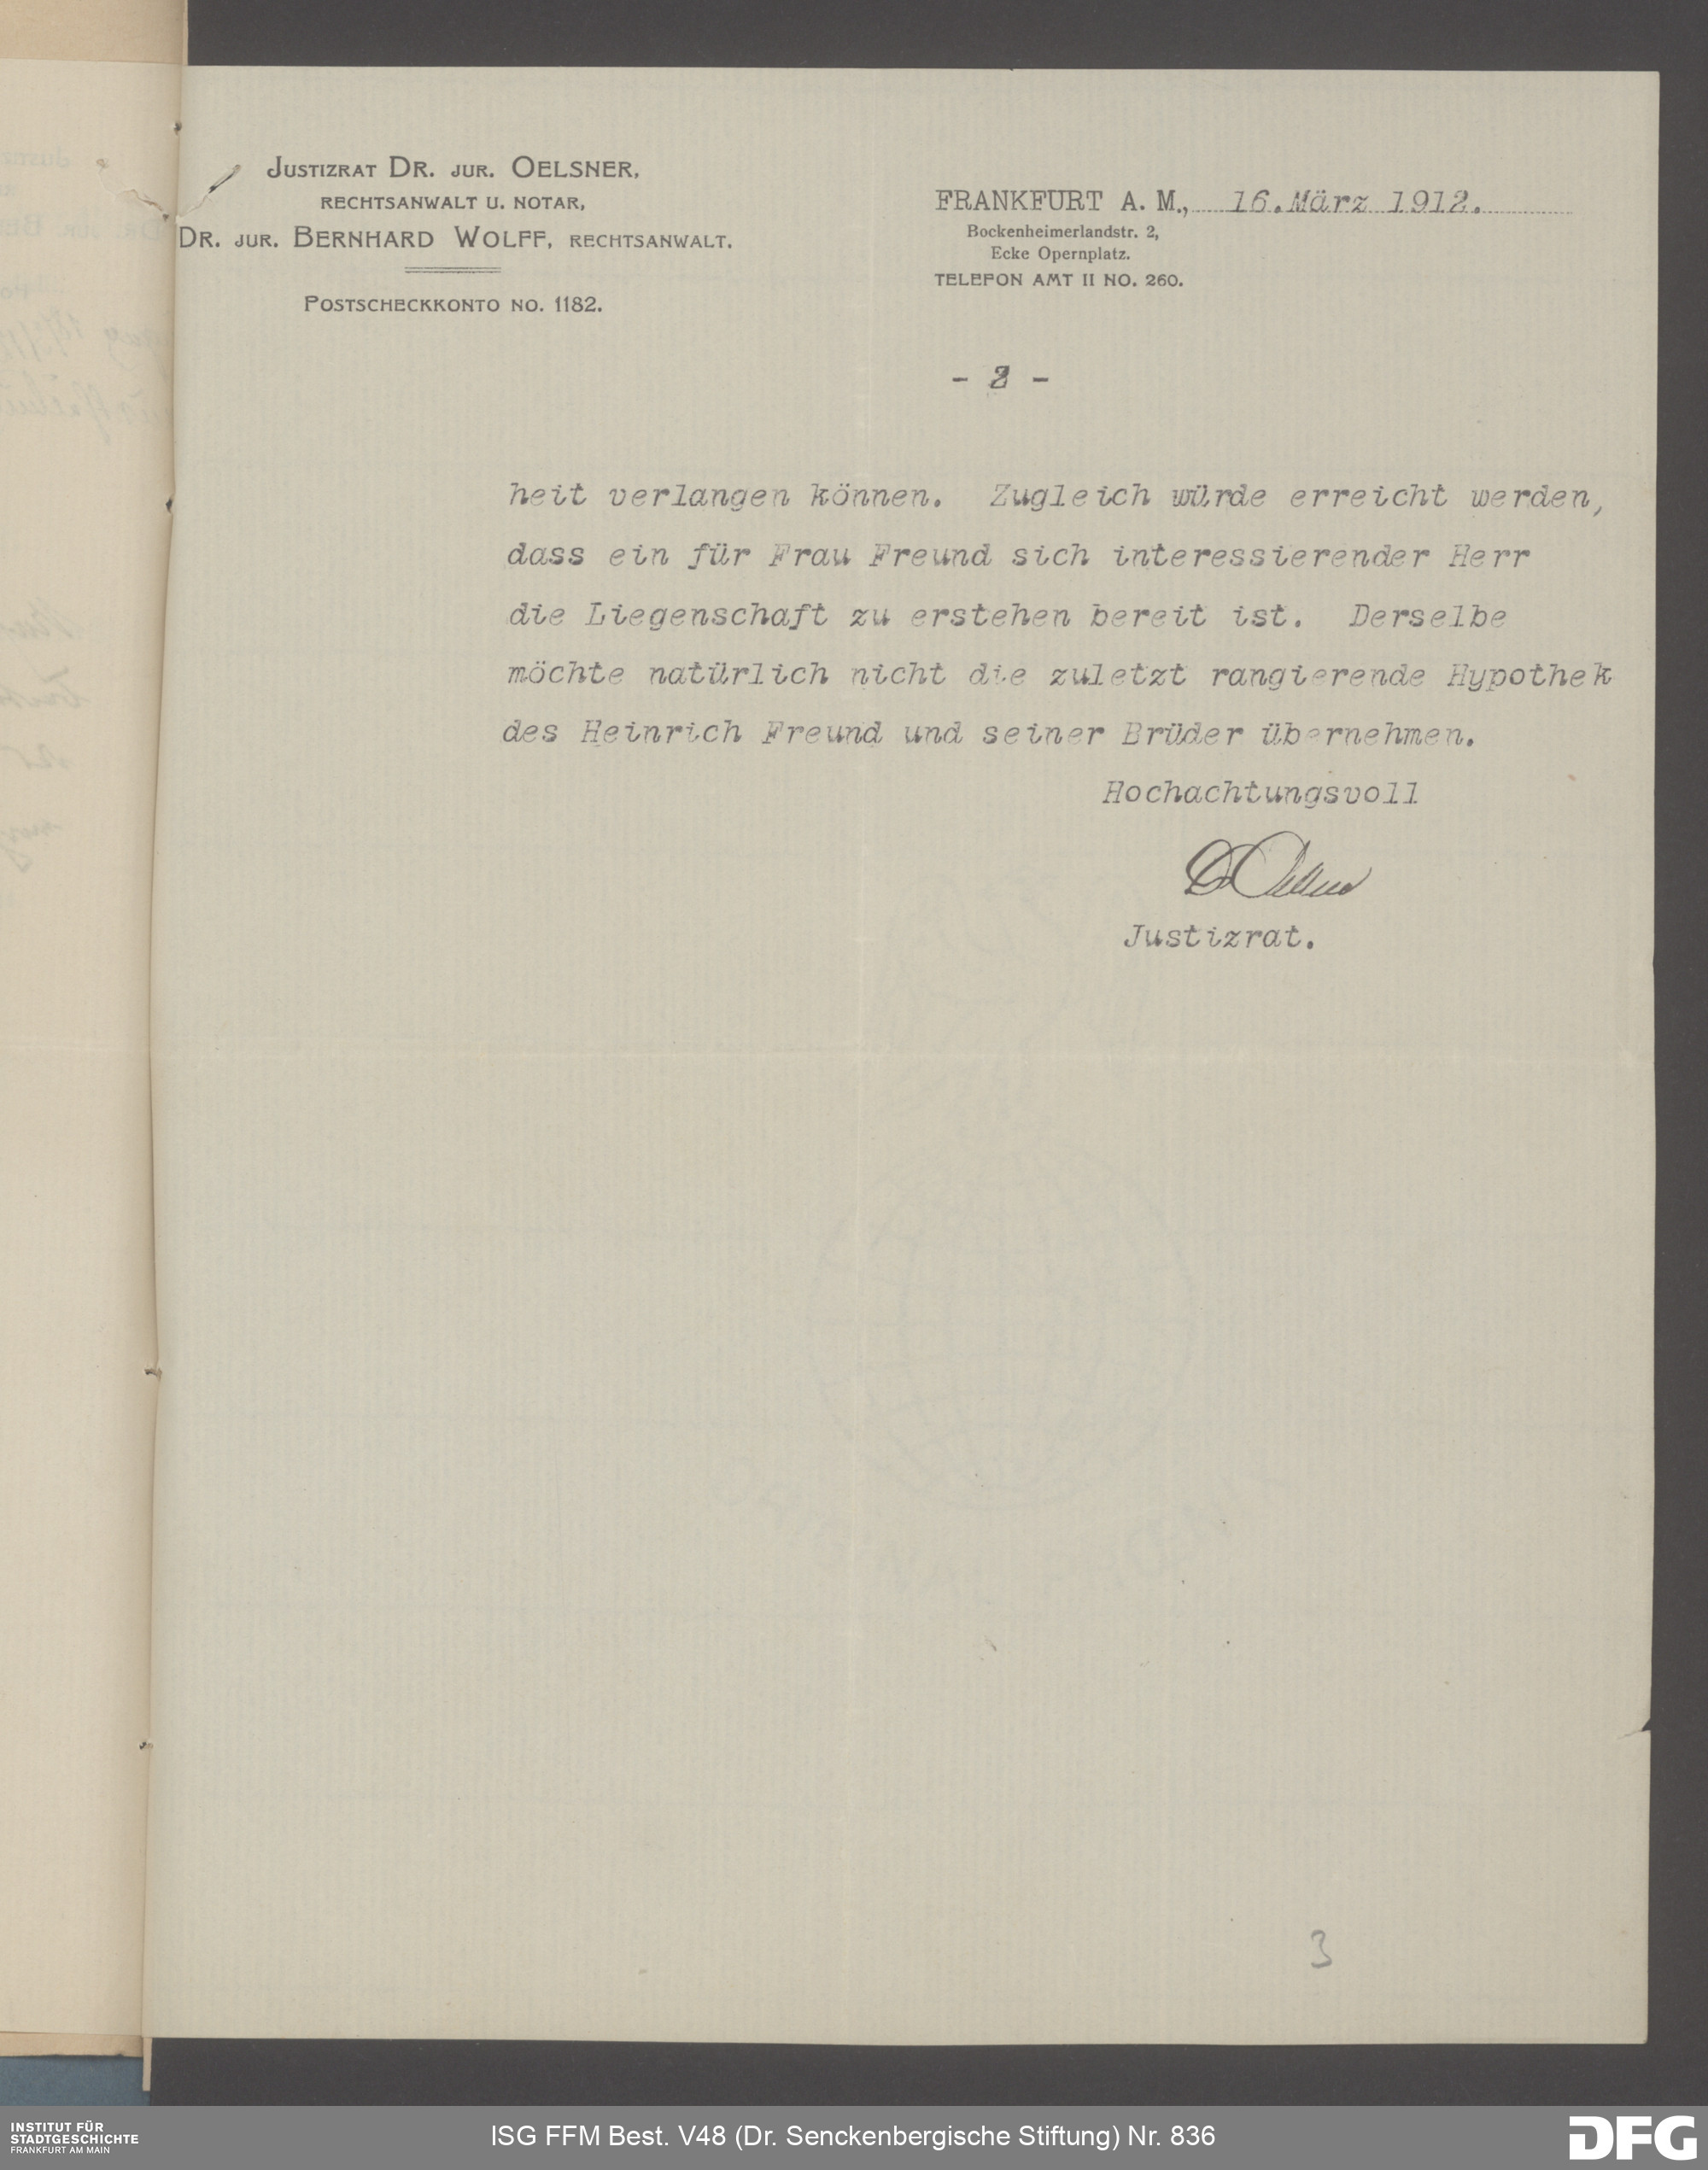 JUSTIZRAT DR. JUR. OELSNER,
RECHTSANWALT U. NOTAR,
DR. JUR. BERNHARD WOLFF, RECHTSANWALT.
POSTSCHECKKONTO NO. 1182.
FRANKFURT A. M., 16.März 1912.
Bockenheimerlandstr. 2,
Ecke Opernplatz.
TELEFON AMT II NO. 260.
- 2 -
heit verlangen können. Zugleich würde erreicht werden,
dass ein für Frau Freund sich interessierender Herr
die Liegenschaft zu erstehen bereit ist. Derselbe
möchte natürlich nicht die zuletzt rangierende Hypothek
des Heinrich Freund und seiner Brüder übernehmen.
Hochachtungsvoll
Justizrat.
3
INSTITUT FÜR
STADTGESCHICHTE
FRANKFURT AM MAIN
ISG FFM Best. V48 (Dr. Senckenbergische Stiftung) Nr. 836
DFG